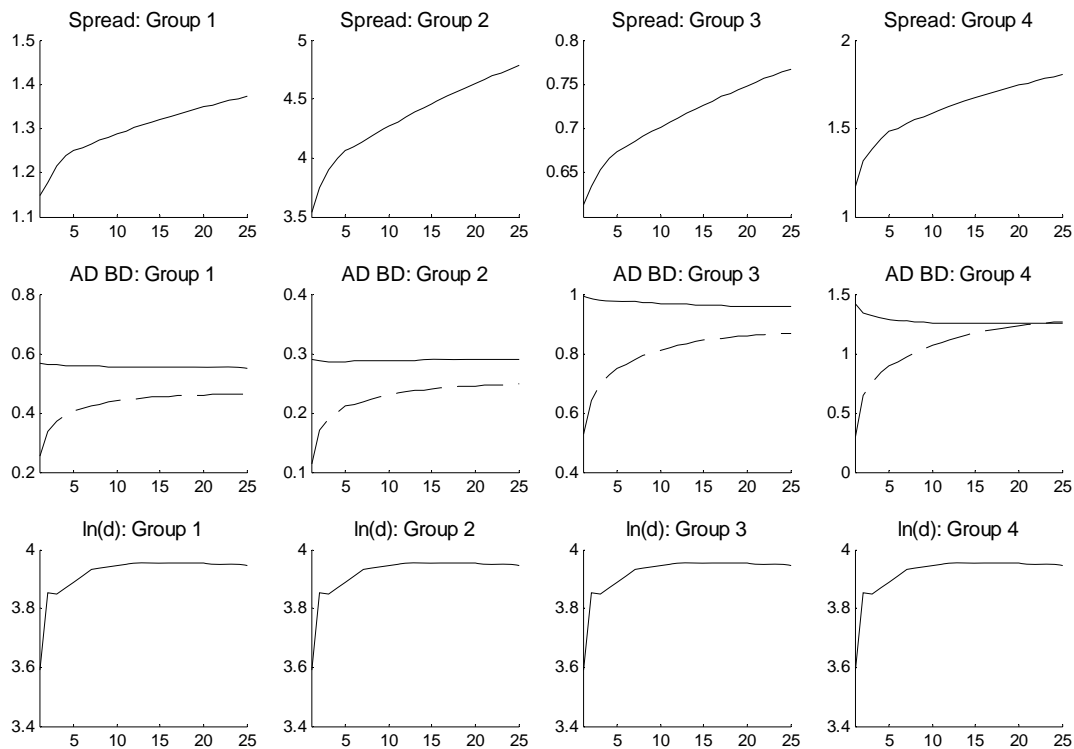 Spread: Group 1
1.5
1.4
1.3
1.2
1.1
5 10 15 20 25
Spread: Group 2
5
4.5
4
3.5
5 10 15 20 25
Spread: Group 3
0.8
0.75
0.7
0.65
5 10 15 20 25
Spread: Group 4
2
1.5
1
5 10 15 20 25
AD BD: Group 1
0.8
0.6
0.4
0.2
5 10 15 20 25
AD BD: Group 2
0.4
0.3
0.2
0.1
5 10 15 20 25
AD BD: Group 3
1
0.8
0.6
0.4
5 10 15 20 25
AD BD: Group 4
1.5
1
0.5
0
5 10 15 20 25
ln(d): Group 1
4
3.8
3.6
3.4
5 10 15 20 25
ln(d): Group 2
4
3.8
3.6
3.4
5 10 15 20 25
ln(d): Group 3
4
3.8
3.6
3.4
5 10 15 20 25
ln(d): Group 4
4
3.8
3.6
3.4
5 10 15 20 25